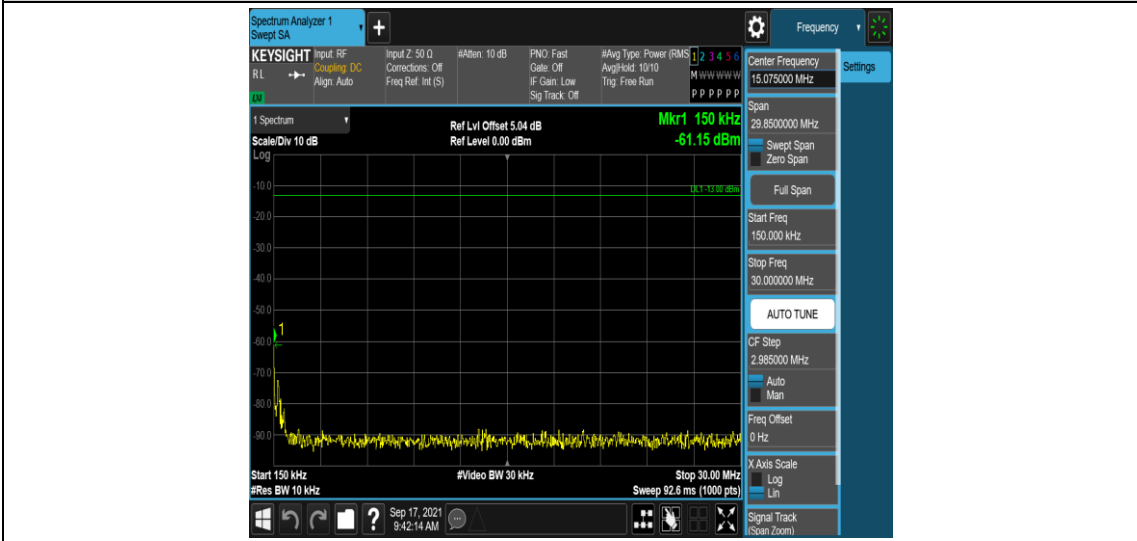 Spectrum Analyzer 1
Swept SA
+
Frequency
KEYSIGHT
Input: RF
Input Z: 50 Ω
#Atten: 10 dB
PNO: Fast
#Avg Type: Power (RMS
1 2 3 4 5 6
RL
Coupling: DC
Corrections: Off
Gate: Off
Avg|Hold: 10/10
M W W W W W
Align: Auto
Freq Ref: Int (S)
IF Gain: Low
Trig: Free Run
Sig Track: Off
P P P P P P
Center Frequency
15.075000 MHz
Settings
1 Spectrum
Ref Lvl Offset 5.04 dB
Mkr1 150 kHz
Scale/Div 10 dB
Ref Level 0.00 dBm
-61.15 dBm
Log
-10.0
DL1 -13.00 dBm
-20.0
-30.0
-40.0
-50.0
1
-60.0
-70.0
-80.0
-90.0
Start 150 kHz
#Video BW 30 kHz
Stop 30.00 MHz
#Res BW 10 kHz
Sweep 92.6 ms (1000 pts)
Span
29.8500000 MHz
Swept Span
Zero Span
Full Span
Start Freq
150.000 kHz
Stop Freq
30.000000 MHz
AUTO TUNE
CF Step
2.985000 MHz
Auto
Man
Freq Offset
0 Hz
X Axis Scale
Log
Lin
Signal Track
(Span Zoom)
?
Sep 17, 2021
9:42:14 AM